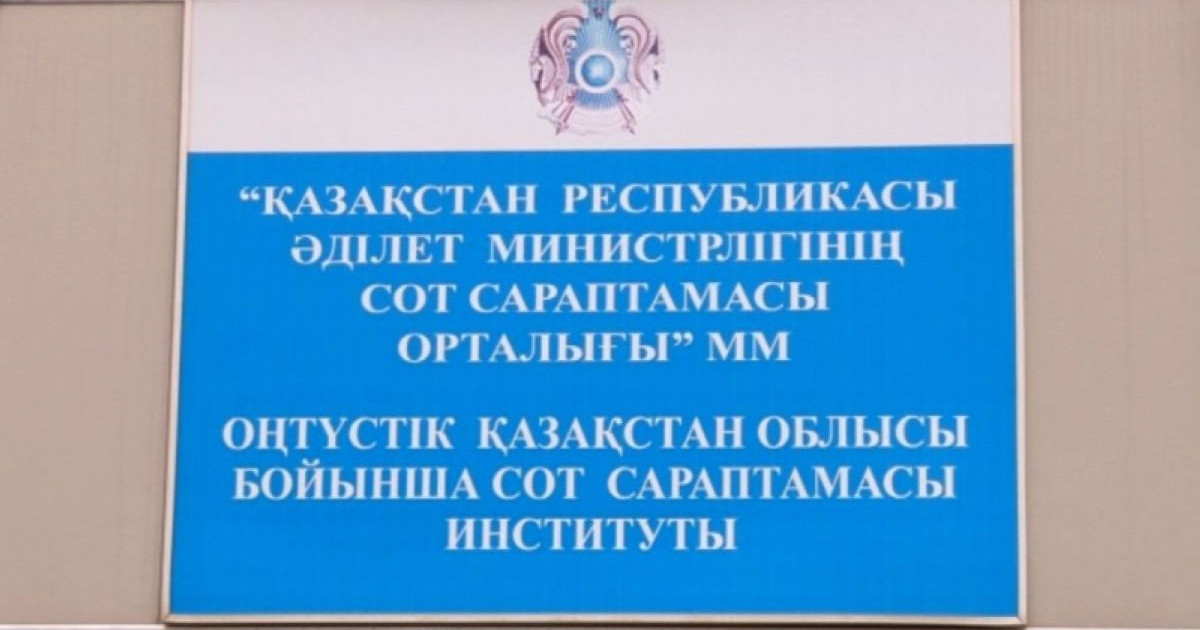 “ҚАЗАҚСТАН РЕСПУБЛИКАСЫ
ӘДІЛЕТ МИНИСТРЛІГІНІҢ
СОТ САРАПТАМАСЫ
ОРТАЛЫҒЫ” ММ
ОҢТҮСТІК ҚАЗАҚСТАН ОБЛЫСЫ
БОЙЫНША СОТ САРАПТАМАСЫ
ИНСТИТУТЫ